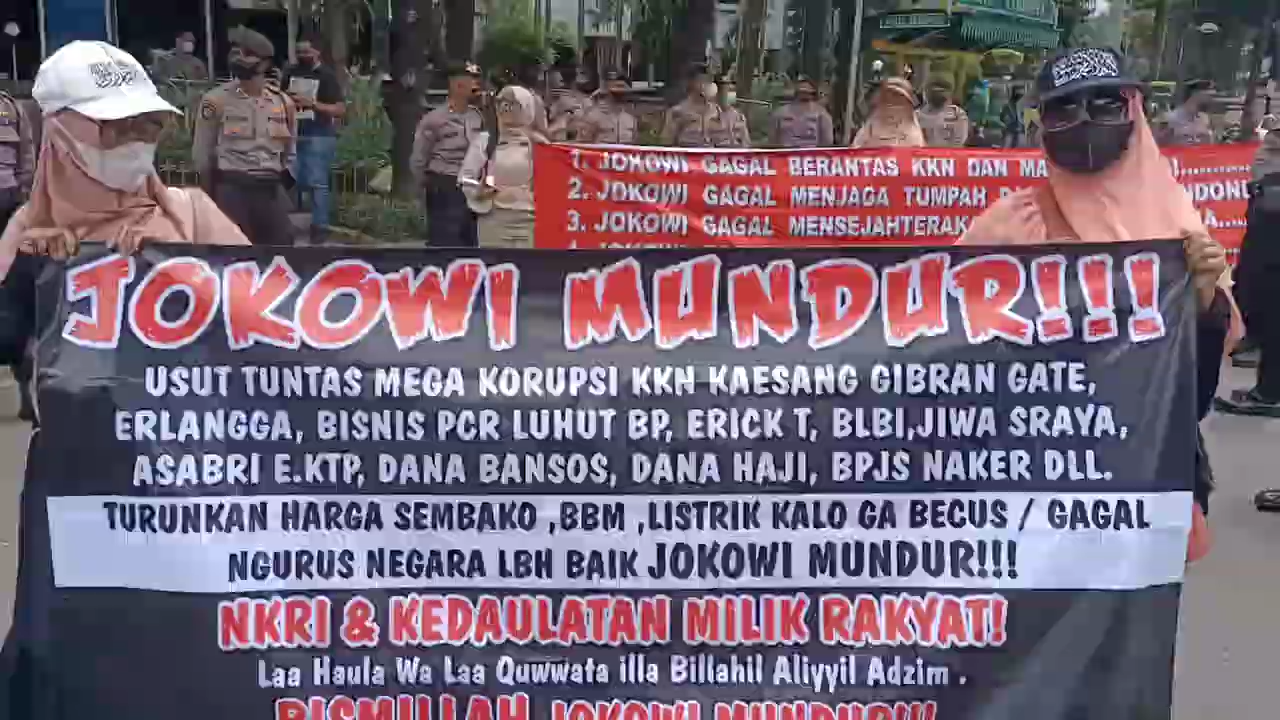 1. JOKOWI GAGAL BERANTAS KKN DAN
2. JOKOWI GAGAL MENJAGA TUMPAH
3. JOKOWI GAGAL
JOKOWI MUNDUR!!!
USUT TUNTAS MEGA KORUPSI KKN KAESANG GIBRAN GATE,
ERLANGGA, BISNIS PCR LUHUT BP, ERICK T, BLBI,JIWA SRAYA,
ASABRI E.KTP, DANA BANSOS, DANA HAJI, BPJS NAKER DLL.
TURUNKAN HARGA SEMBAKO ,BBM ,LISTRIK KALO GA BECUS / GAGAL
NGURUS NEGARA LBH BAIK JOKOWI MUNDUR!!!
NKRI & KEDAULATAN MILIK RAKYAT!
Laa Haula Wa Laa Quwwata illa Billahil Aliyyil Adzim .
BISMILLAH JOKOWI MUNDUR!!!